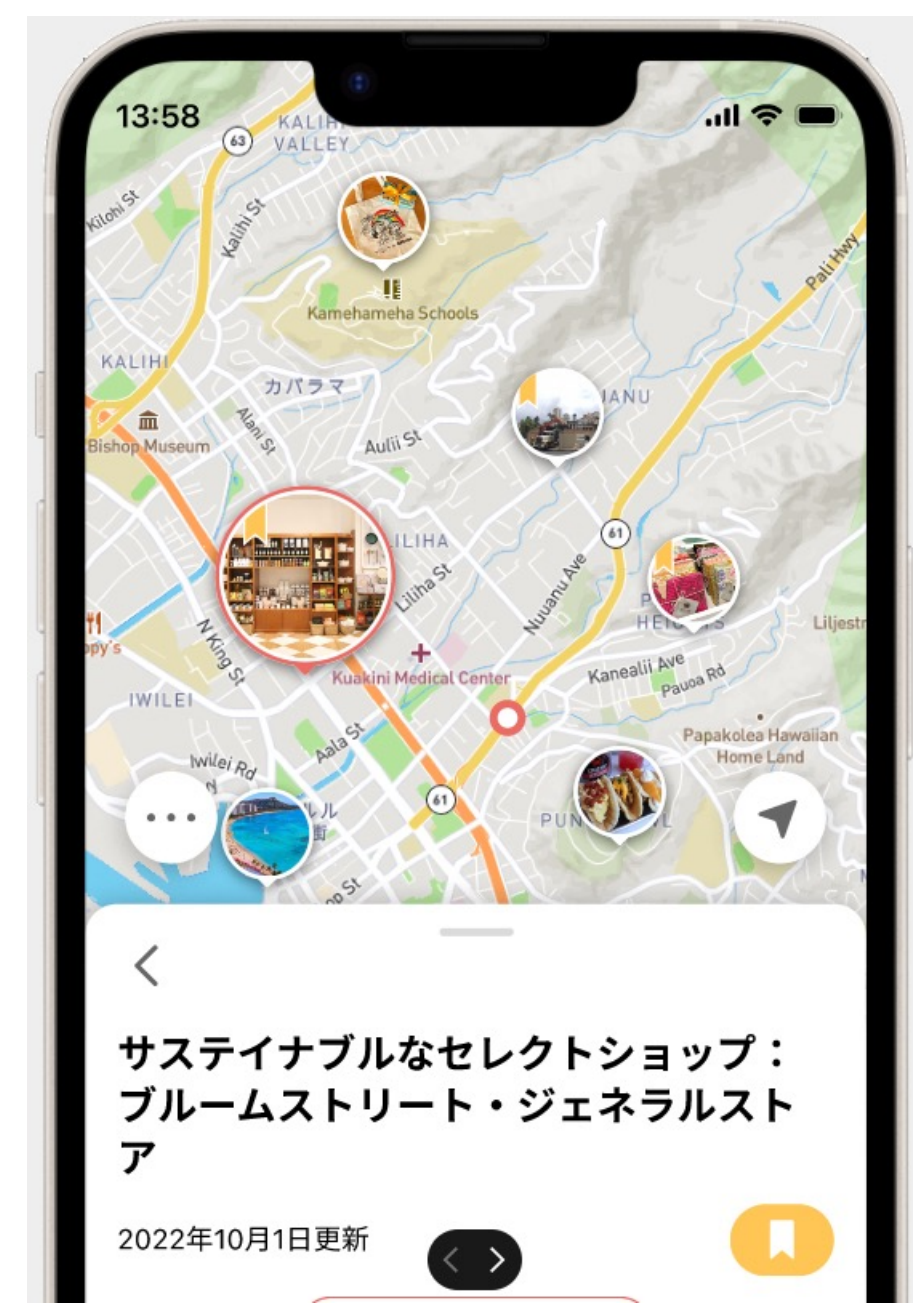 13:58
KALIHI
VALLEY
63
Kilohi St
Kalihi St
Pali Hwy
Kamehameha Schools
KALIHI
カパラマ
Alani St
Bishop Museum
Aulii St
61
LILIHA
Liliha St
Nuuanu Ave
HEIGHTS
N King St
Kuakini Medical Center
Kanealii Ave
Pauoa Rd
IWILEI
Papakolea Hawaiian
Home Land
Aala St
Iwilei Rd
61
サステイナブルなセレクトショップ：
ブルームストリート・ジェネラルスト
ア
2022年10月1日更新